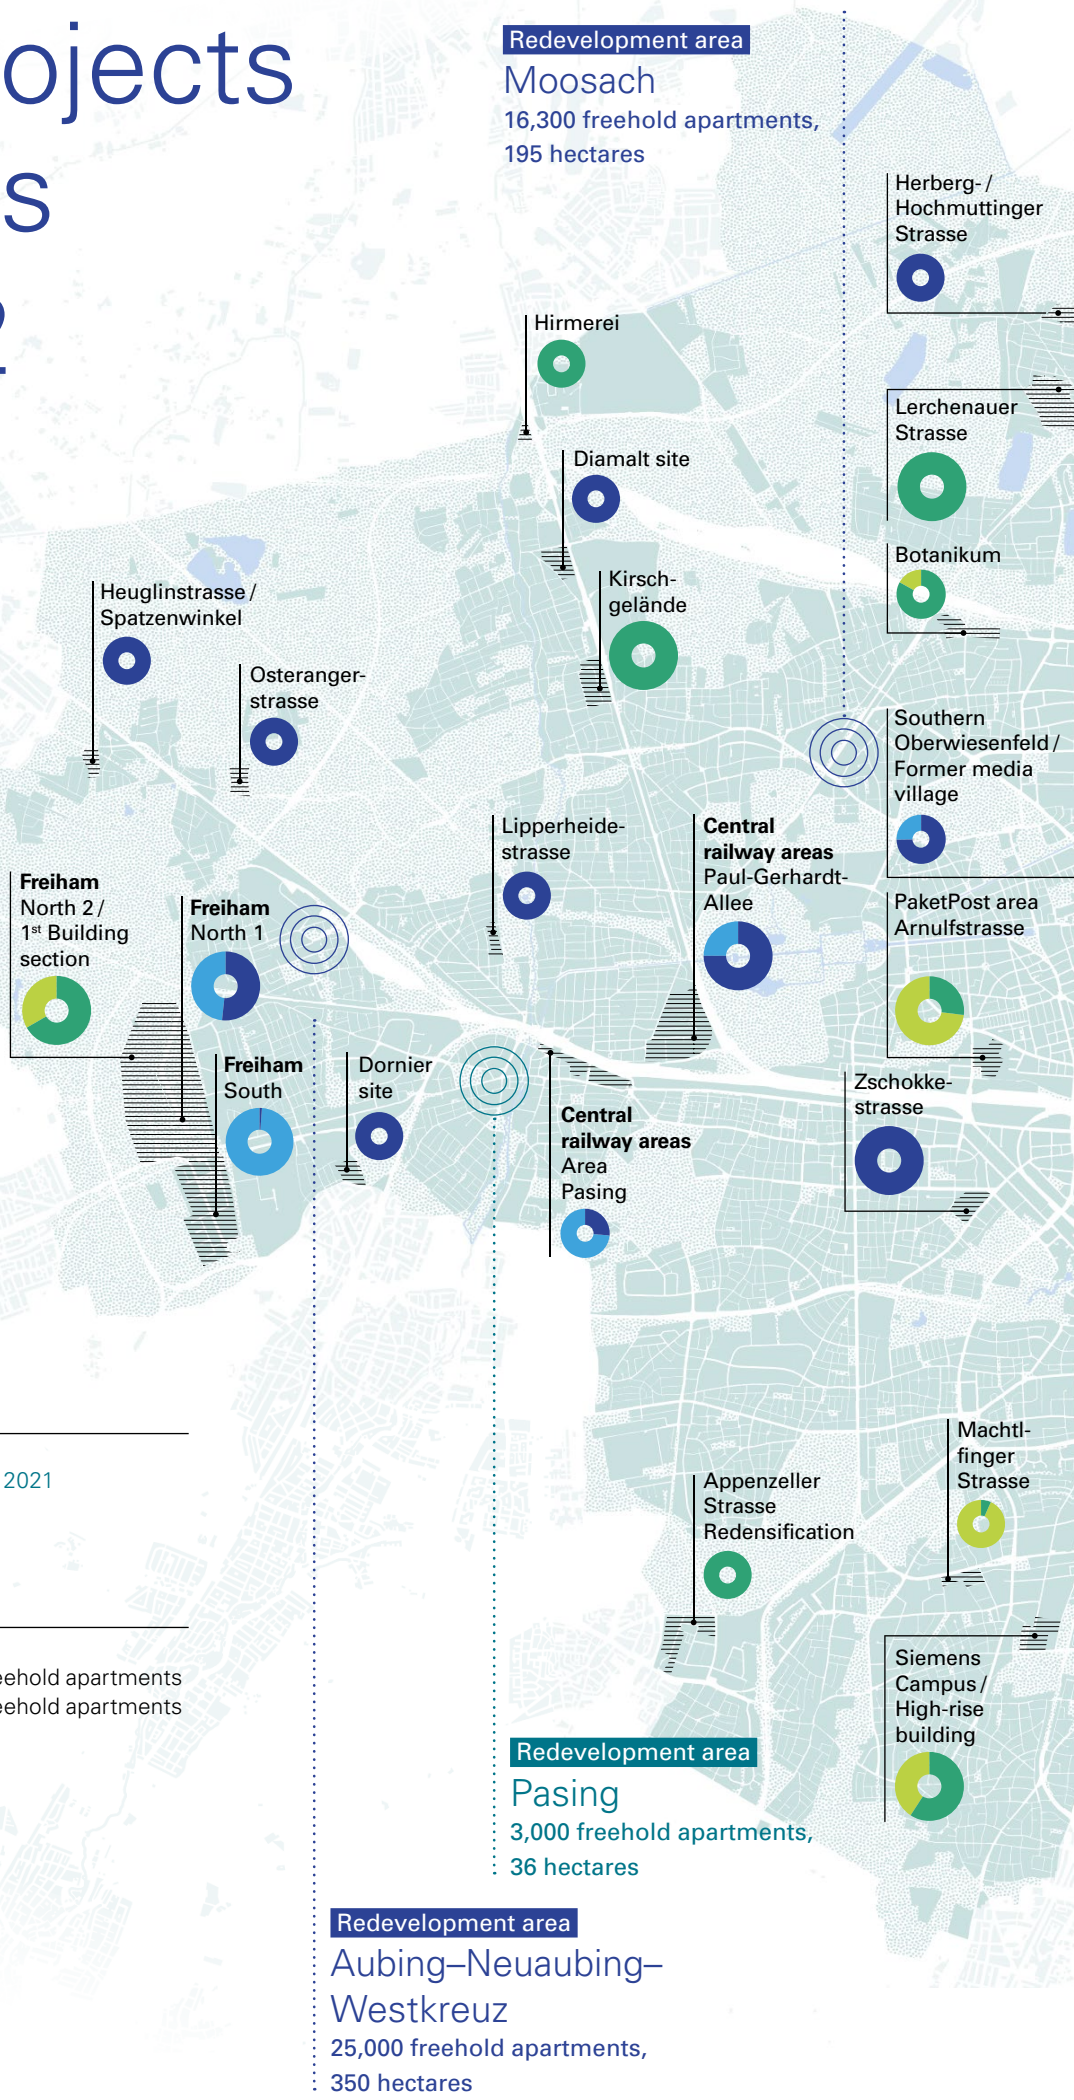 ojects
s
2
Redevelopment area
Moosach
16,300 freehold apartments,
195 hectares
Herberg- /
Hochmuttinger
Strasse
Hirmerei
Lerchenauer
Strasse
Diamalt site
Botanikum
Kirsch-
gelände
Heuglinstrasse /
Spatzenwinkel
Osteranger-
strasse
Southern
Oberwiesenfeld /
Former media
village
Lipperheide-
strasse
Central
railway areas
Paul-Gerhardt-
Allee
Freiham
North 2 /
1st Building
section
Freiham
North 1
PaketPost area
Arnulfstrasse
Freiham
South
Dornier
site
Central
railway areas
Area
Pasing
Zschokke-
strasse
2021
Appenzeller
Strasse
Redensification
Machtl-
finger
Strasse
eehold apartments
eehold apartments
Siemens
Campus /
High-rise
building
Redevelopment area
Pasing
3,000 freehold apartments,
36 hectares
Redevelopment area
Aubing–Neuaubing–
Westkreuz
25,000 freehold apartments,
350 hectares